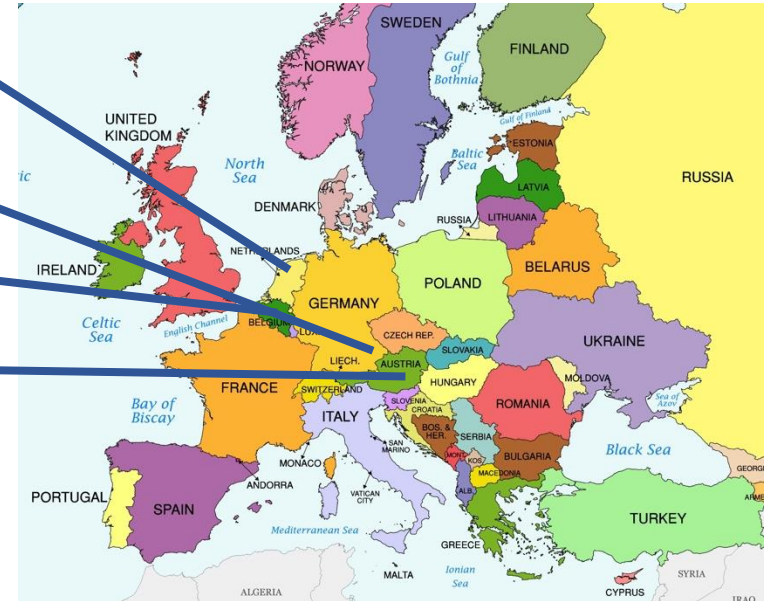 SWEDEN
FINLAND
NORWAY
Gulf
of
Bothnia
UNITED
KINGDOM
Gulf of Finland
ESTONIA
North
Sea
Baltic
Sea
tic
RUSSIA
LATVIA
DENMARK
RUSSIA
LITHUANIA
NETHERLANDS
IRELAND
BELARUS
POLAND
GERMANY
Celtic
Sea
English Channel
BELGIUM
LUX
CZECH REP.
UKRAINE
SLOVAKIA
LIECH.
AUSTRIA
MOLDOVA
FRANCE
SWITZERLAND
HUNGARY
Sea of
Azov
SLOVENIA
CROATIA
ROMANIA
Bay of
Biscay
ITALY
BOS. &
HER.
SERBIA
SAN
MARINO
Black Sea
MONT.
KOS.
BULGARIA
MONACO
MACEDONIA
GEORGI
ANDORRA
VATICAN
CITY
ALB.
ARME
PORTUGAL
SPAIN
TURKEY
Mediterranean Sea
GREECE
Ionian
Sea
MALTA
SYRIA
ALGERIA
CYPRUS
IRAQ